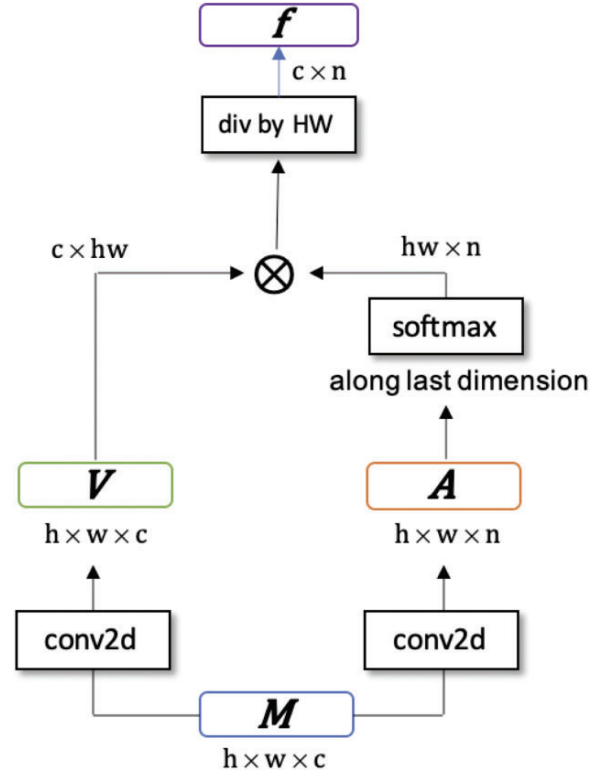 f
c × n
div by HW
c × hw
hw × n
softmax
along last dimension
V
A
h × w × c
h × w × n
conv2d
conv2d
M
h × w × c